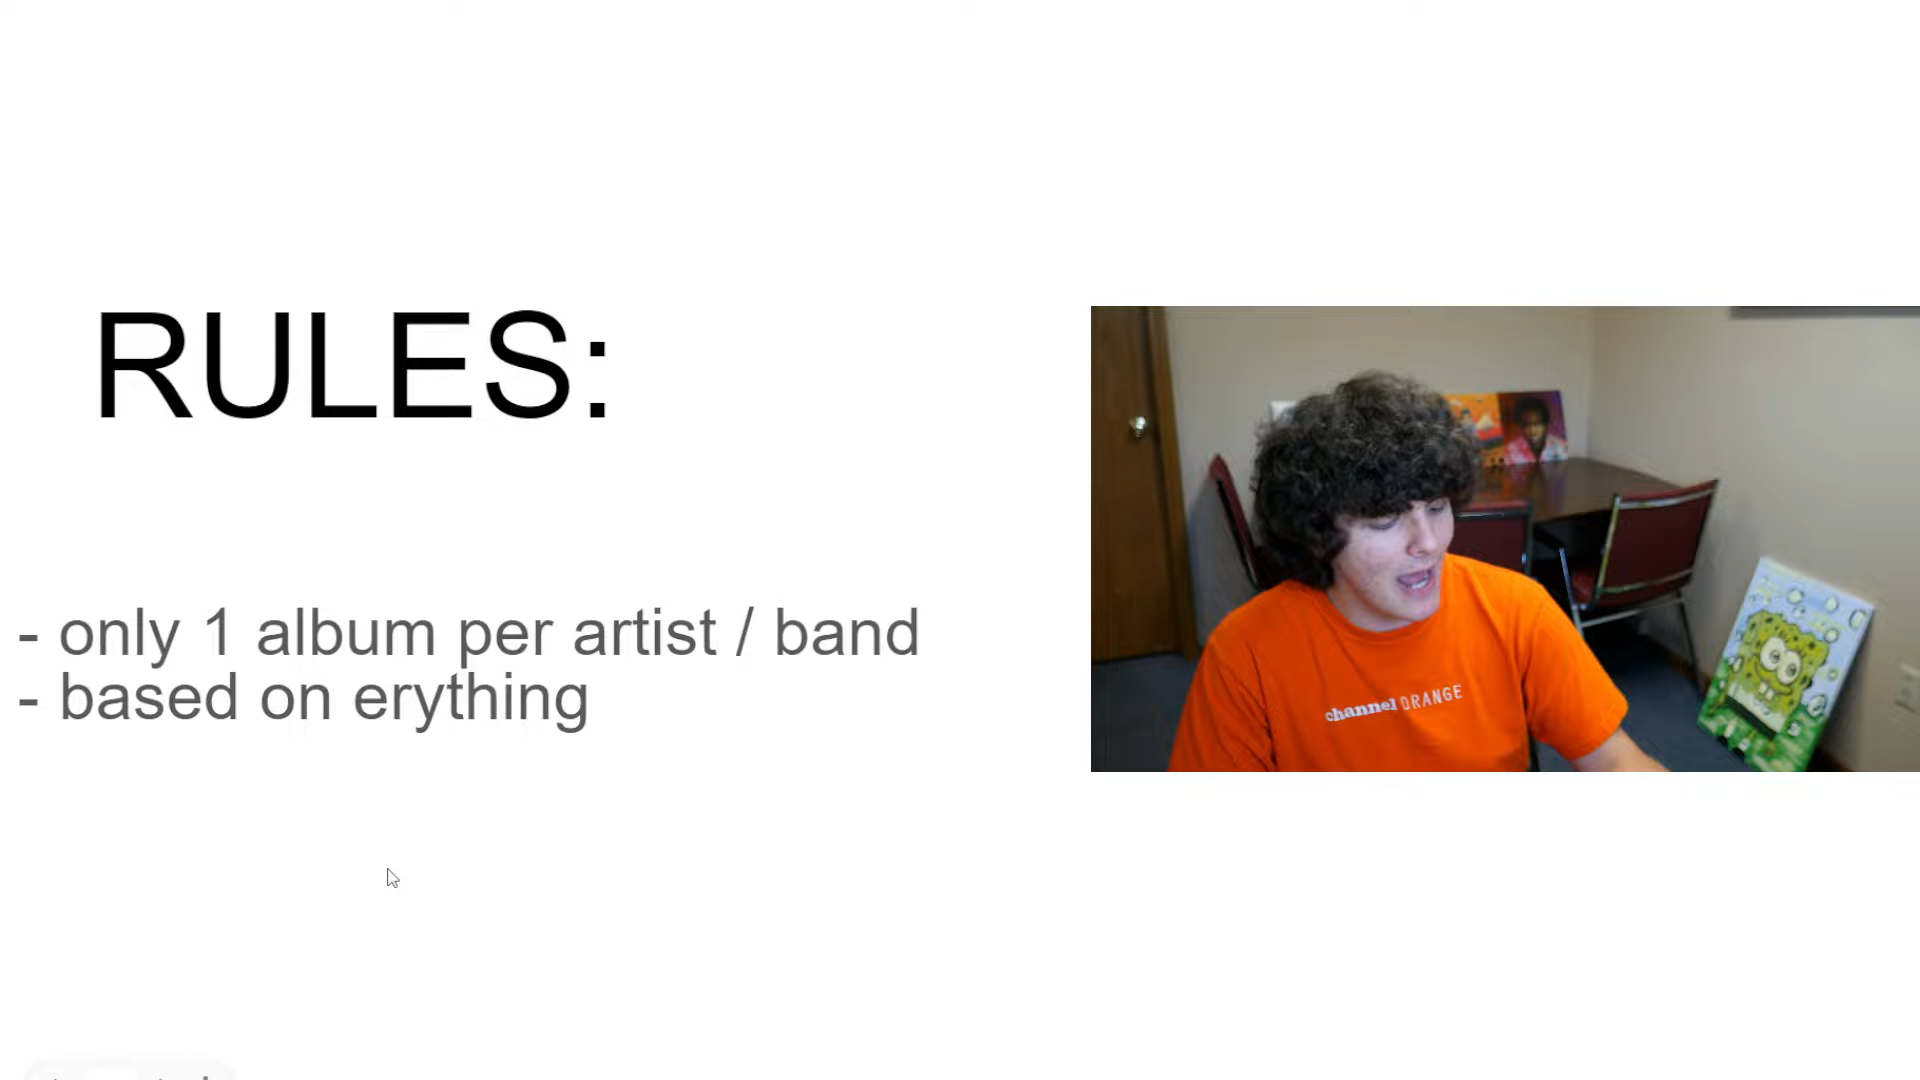 RULES:
- only 1 album per artist / band
- based on erything
channel ORANGE